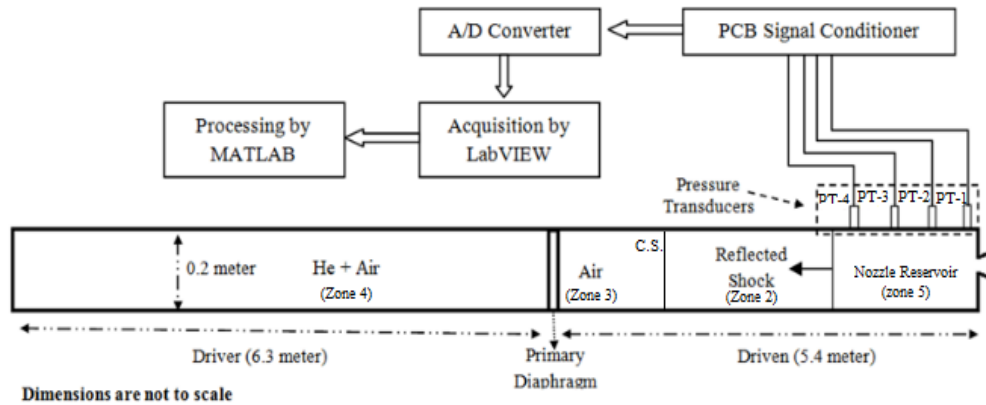 A/D Converter
PCB Signal Conditioner
Processing by
MATLAB
Acquisition by
LabVIEW
Pressure
Transducers
PT-4
PT-3
PT-2
PT-1
0.2 meter
He + Air
(Zone 4)
Air
(Zone 3)
C.S.
Reflected
Shock
(Zone 2)
Nozzle Reservoir
(zone 5)
Driver (6.3 meter)
Primary
Diaphragm
Driven (5.4 meter)
Dimensions are not to scale